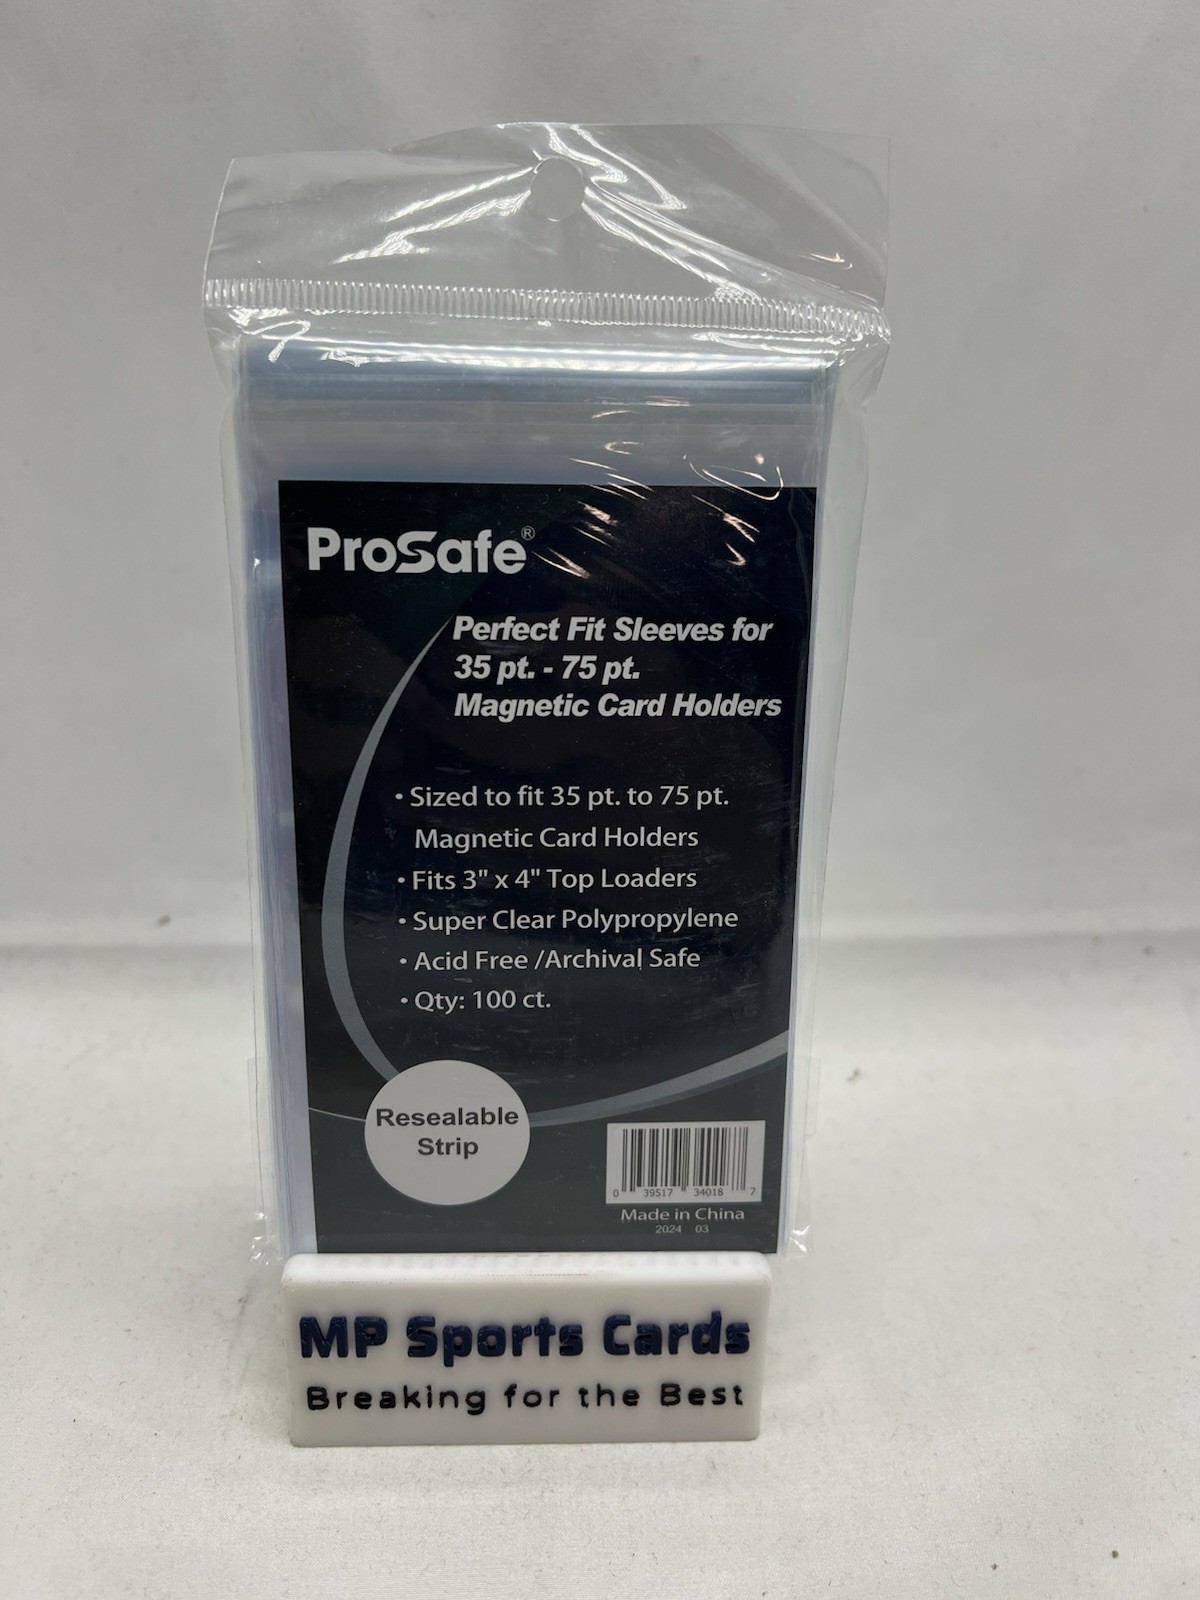 ProSafe®
Perfect Fit Sleeves for
35 pt. - 75 pt.
Magnetic Card Holders
• Sized to fit 35 pt. to 75 pt.
Magnetic Card Holders
• Fits 3" x 4" Top Loaders
• Super Clear Polypropylene
• Acid Free /Archival Safe
• Qty: 100 ct.
Resealable
Strip
0 39517 34018 7
Made in China
2024 03
MP Sports Cards
Breaking for the Best